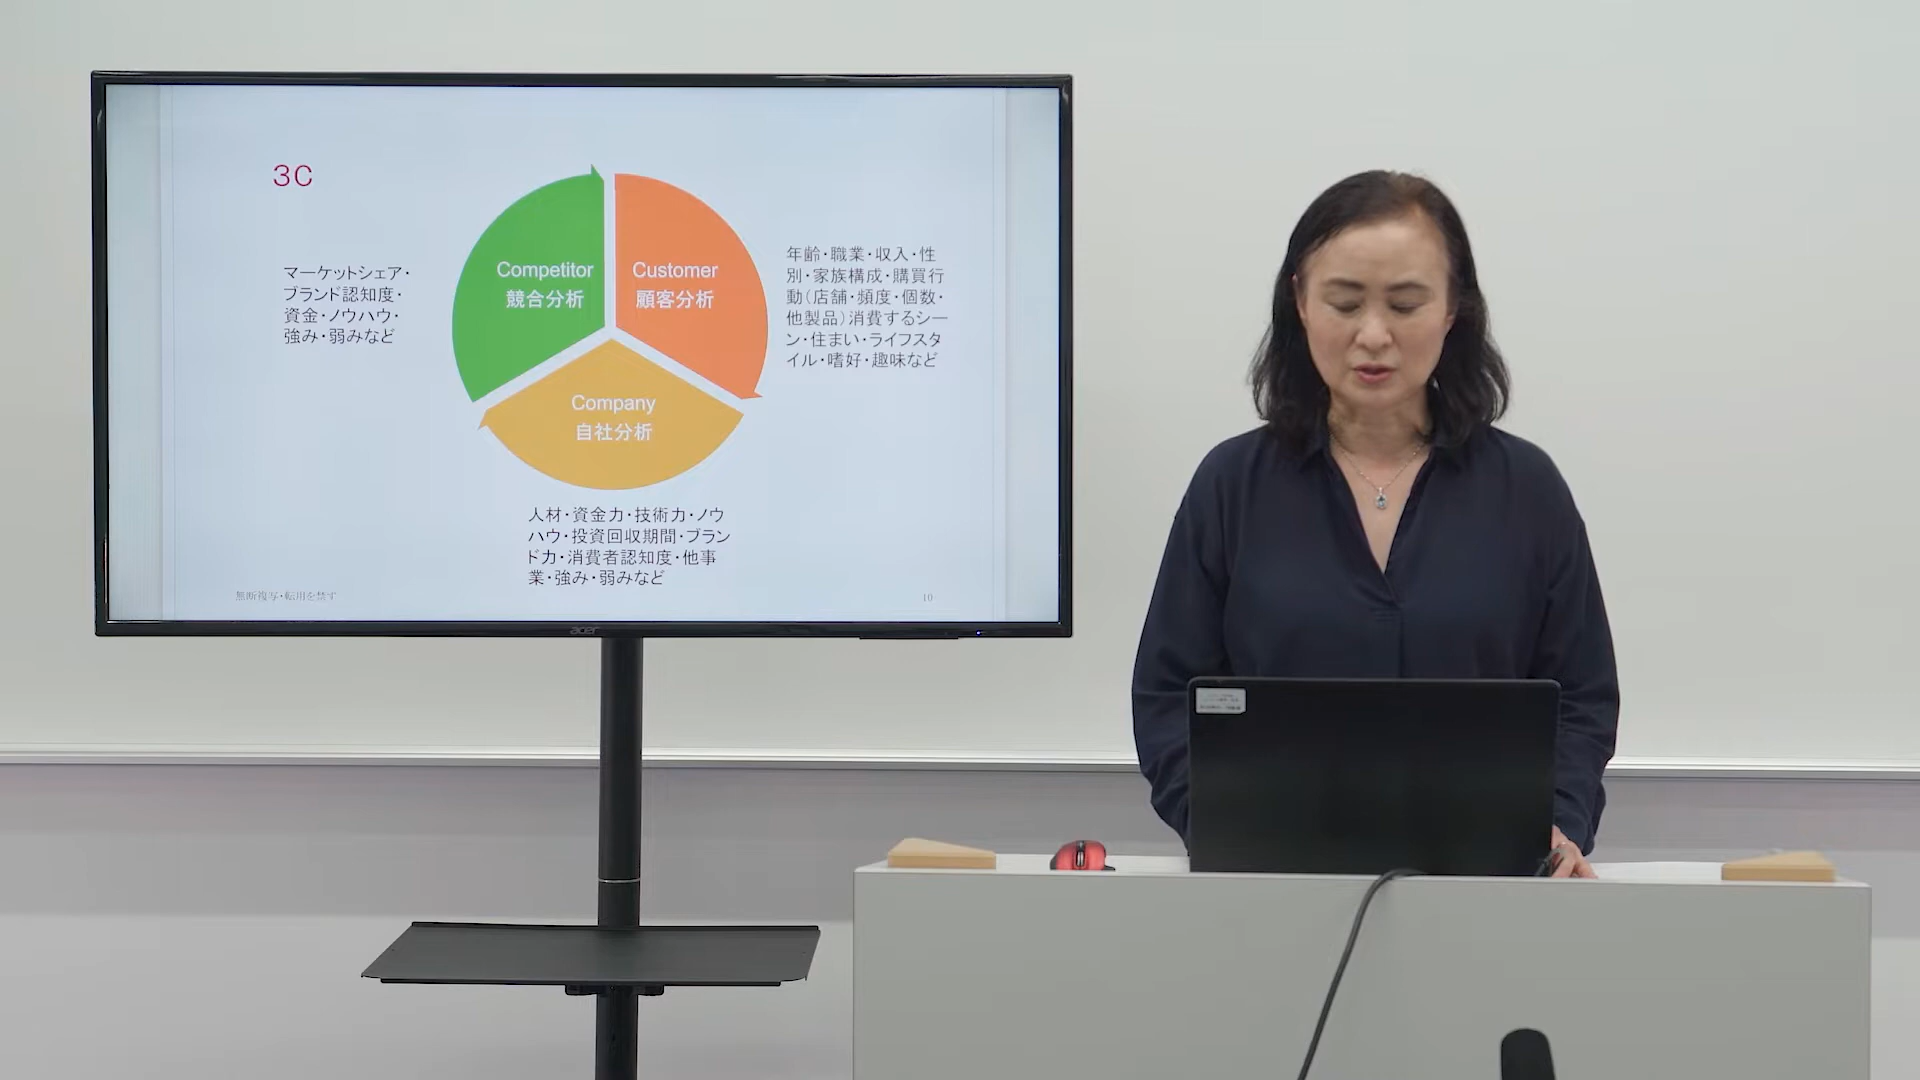 3C
Competitor
競合分析
Customer
顧客分析
Company
自社分析
マーケットシェア・
ブランド認知度・
資金・ノウハウ・
強み・弱みなど
年齢・職業・収入・性
別・家族構成・購買行
動(店舗・頻度・個数・
他製品)消費するシー
ン・住まい・ライフスタ
イル・嗜好・趣味など
人材・資金力・技術力・ノウ
ハウ・投資回収期間・ブラン
ド力・消費者認知度・他事
業・強み・弱みなど
無断複写・転用を禁ず
10
acer